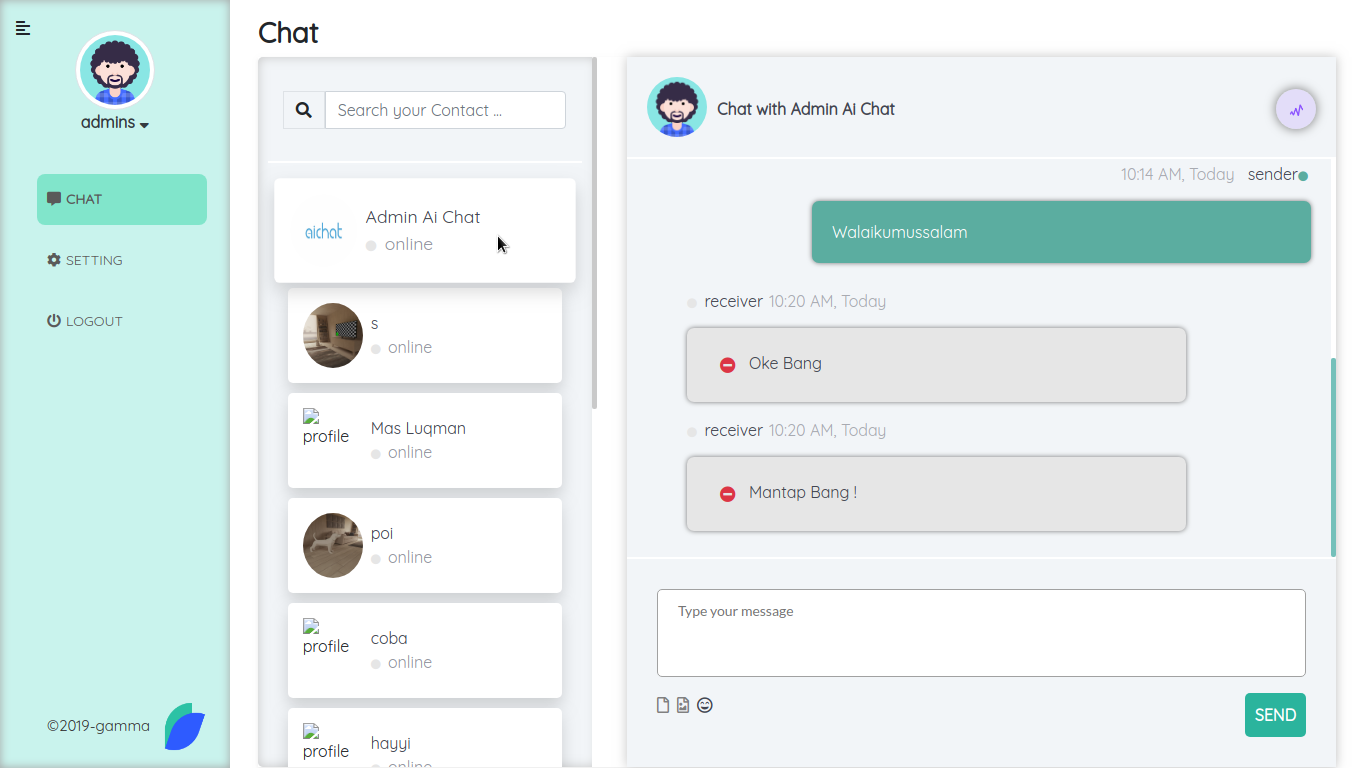 Chat
admins
CHAT
SETTING
LOGOUT
©2019-gamma
Search your Contact ...
aichat
Admin Ai Chat
online
s
online
profile
Mas Luqman
online
poi
online
profile
coba
online
profile
hayyi
online
Chat with Admin Ai Chat
10:14 AM, Today sender
Walaikumussalam
receiver 10:20 AM, Today
Oke Bang
receiver 10:20 AM, Today
Mantap Bang !
Type your message
SEND